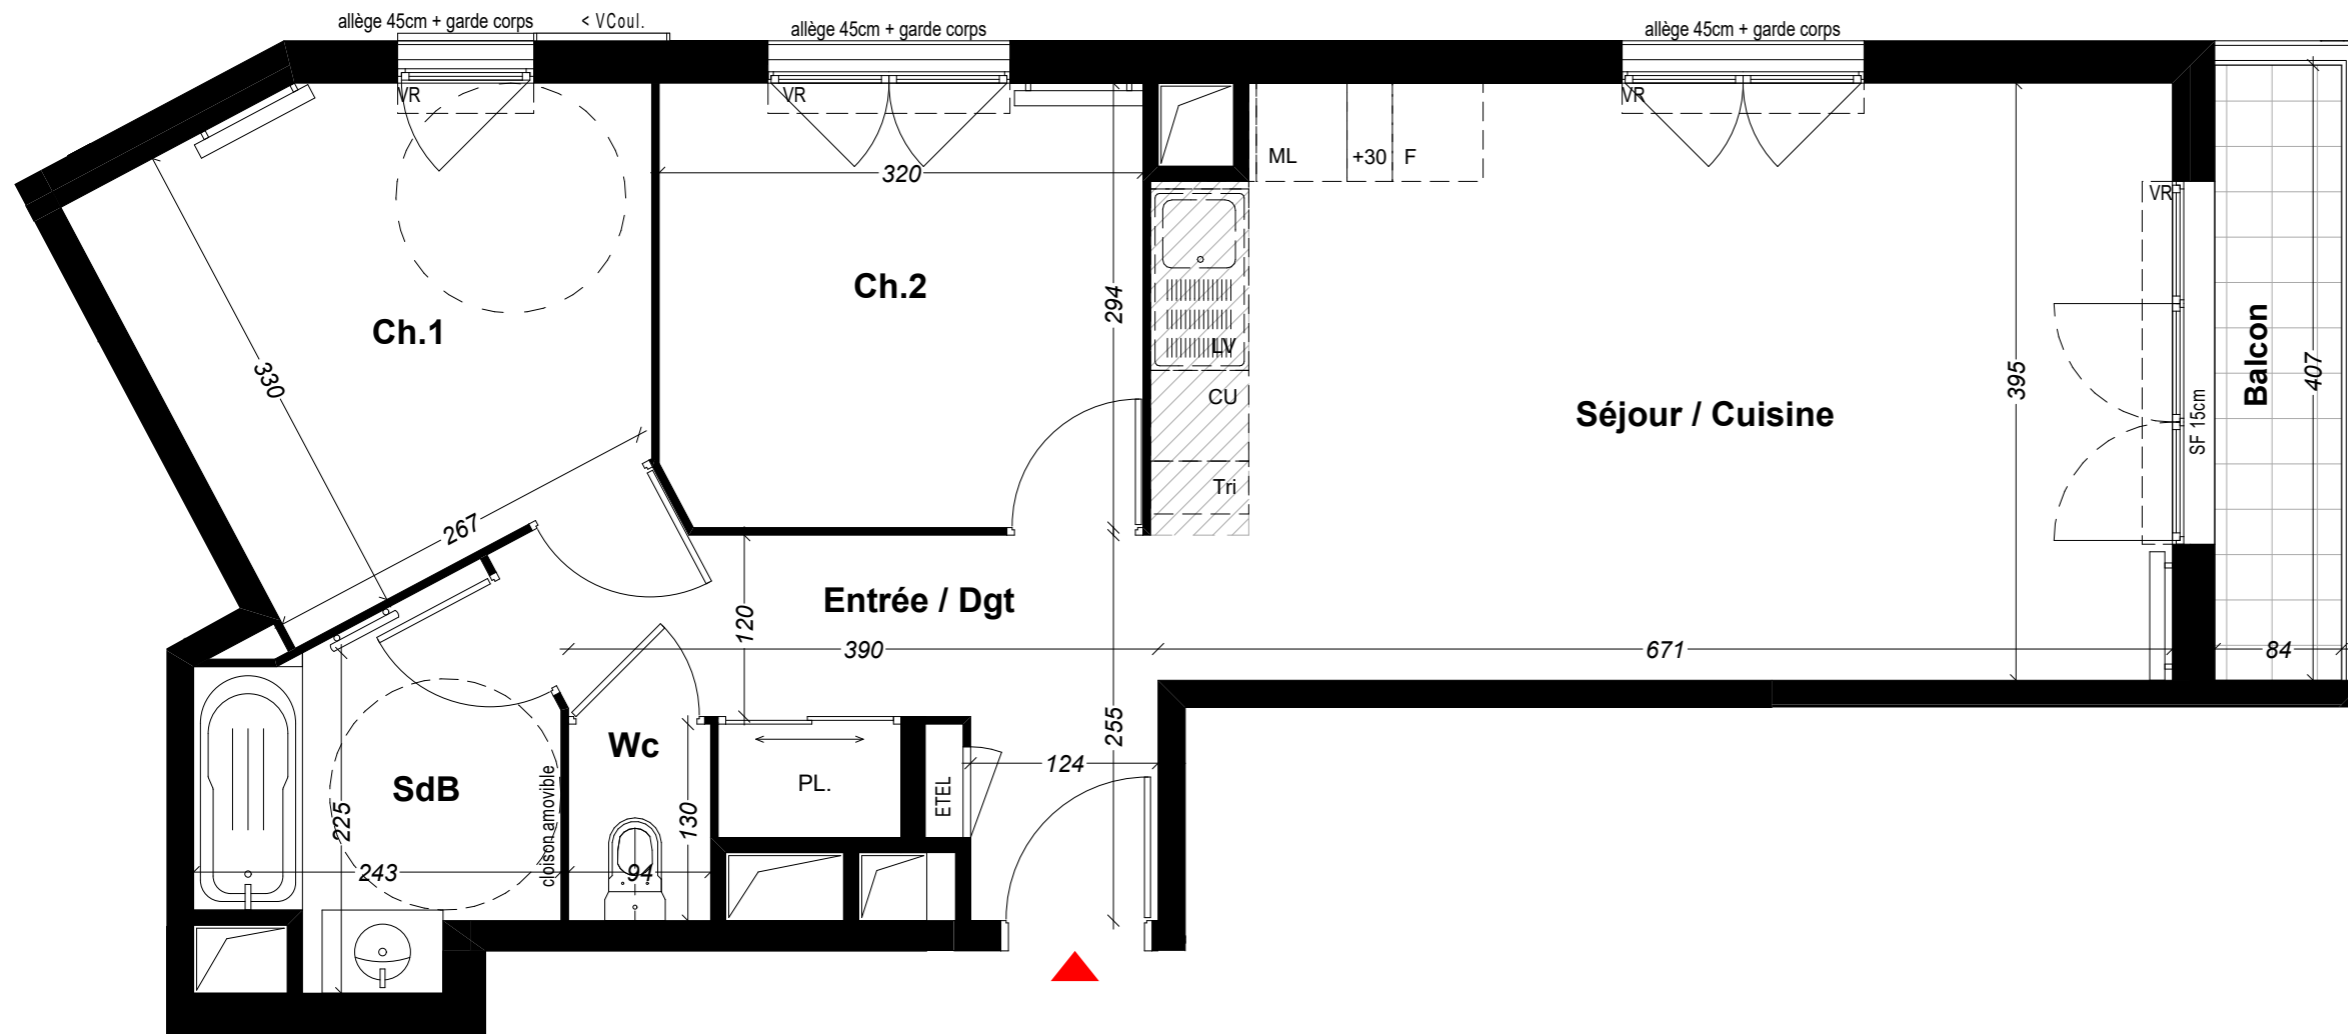 allège 45cm + garde corps
< VCoul.
allège 45cm + garde corps
allège 45cm + garde corps
VR
VR
VR
ML
+30
F
320
VR
Ch.2
294
Ch.1
330
LV
CU
395
Balcon
407
Séjour / Cuisine
SF 15cm
Tri
267
Entrée / Dgt
120
390
671
84
255
Wc
124
SdB
cloison amovible
PL.
ETEL
225
130
243
94